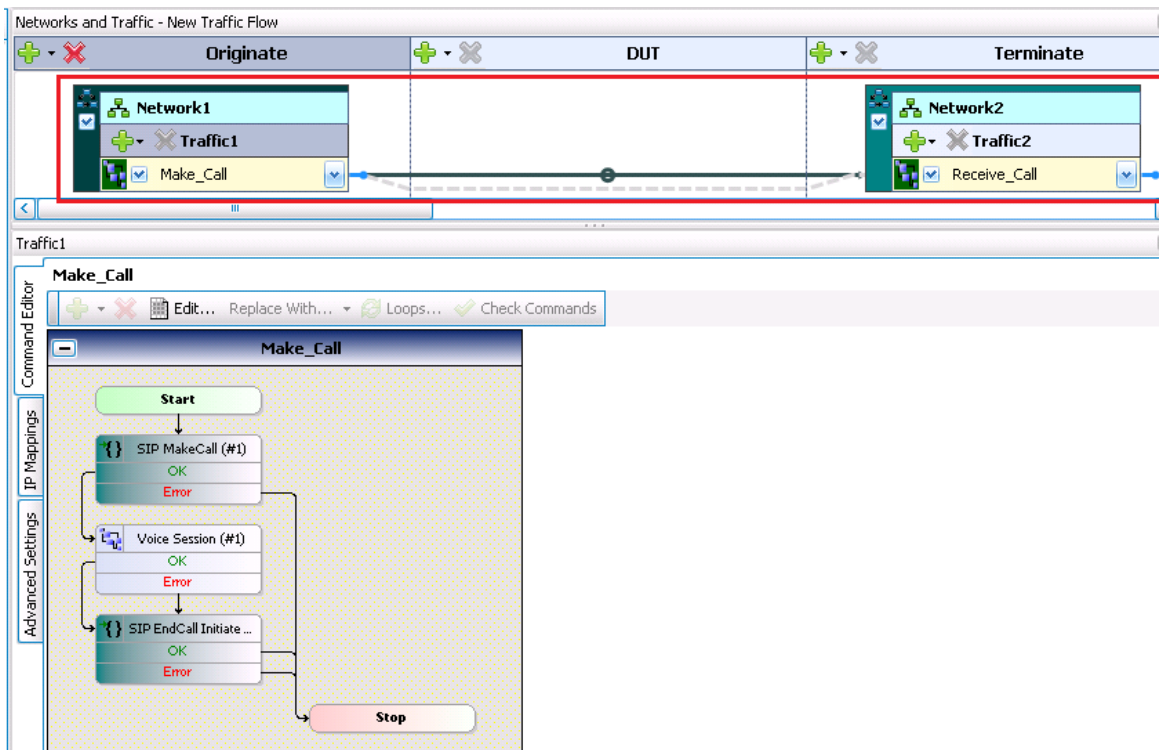 Networks and Traffic - New Traffic Flow
Originate
DUT
Terminate
Network1
Traffic1
Make_Call
Network2
Traffic2
Receive_Call
Traffic1
Command Editor
IP Mappings
Advanced Settings
Make_Call
Edit... Replace With... Loops... Check Commands
Make_Call
Start
SIP MakeCall (#1)
OK
Error
Voice Session (#1)
OK
Error
SIP EndCall Initiate ...
OK
Error
Stop